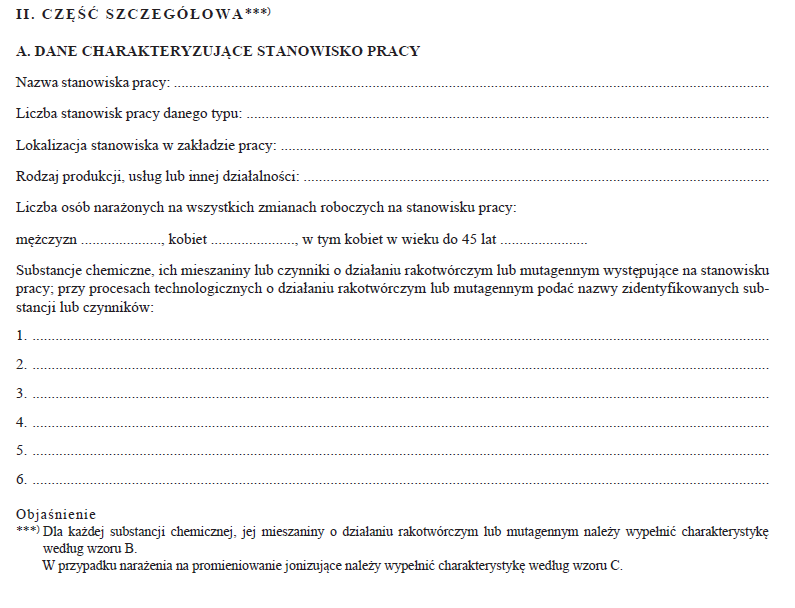 II. CZĘŚĆ SZCZEGÓŁOWA***)
A. DANE CHARAKTERYZUJĄCE STANOWISKO PRACY
Nazwa stanowiska pracy: ........................................................................................................................
Liczba stanowisk pracy danego typu: ........................................................................................................................
Lokalizacja stanowiska w zakładzie pracy: ........................................................................................................................
Rodzaj produkcji, usług lub innej działalności: ........................................................................................................................
Liczba osób narażonych na wszystkich zmianach roboczych na stanowisku pracy:
mężczyzn ....................., kobiet ......................, w tym kobiet w wieku do 45 lat .......................
Substancje chemiczne, ich mieszaniny lub czynniki o działaniu rakotwórczym lub mutagennym występujące na stanowisku
pracy; przy procesach technologicznych o działaniu rakotwórczym lub mutagennym podać nazwy zidentyfikowanych sub-
stancji lub czynników:
1. ........................................................................................................................
2. ........................................................................................................................
3. ........................................................................................................................
4. ........................................................................................................................
5. ........................................................................................................................
6. ........................................................................................................................
Objaśnienie
***) Dla każdej substancji chemicznej, jej mieszaniny o działaniu rakotwórczym lub mutagennym należy wypełnić charakterystykę
według wzoru B.
W przypadku narażenia na promieniowanie jonizujące należy wypełnić charakterystykę według wzoru C.